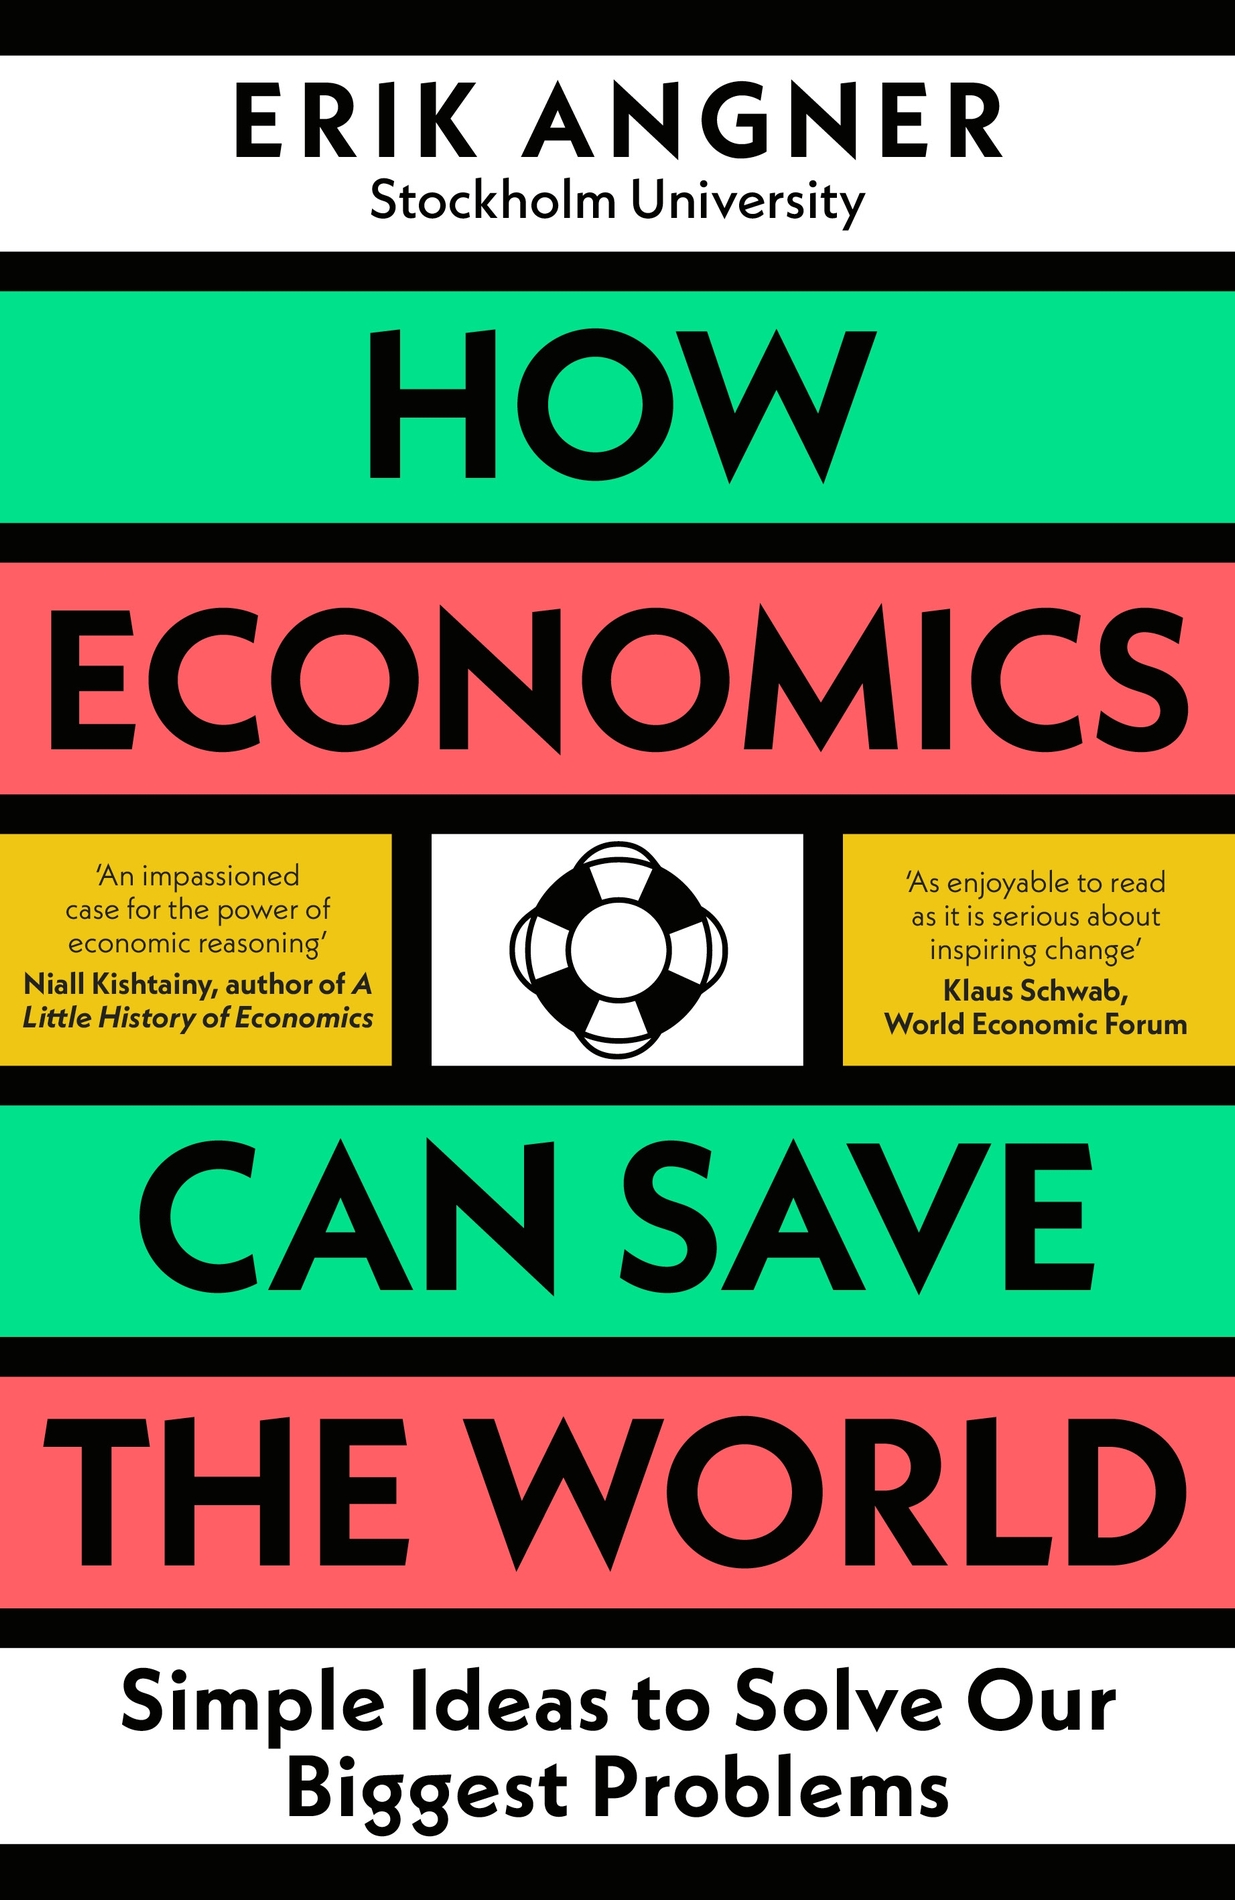 ERIK ANGNER
Stockholm University
HOW
ECONOMICS
‘An impassioned
case for the power of
economic reasoning’
Niall Kishtainy, author of A
Little History of Economics
‘As enjoyable to read
as it is serious about
inspiring change’
Klaus Schwab,
World Economic Forum
CAN SAVE
THE WORLD
Simple Ideas to Solve Our
Biggest Problems